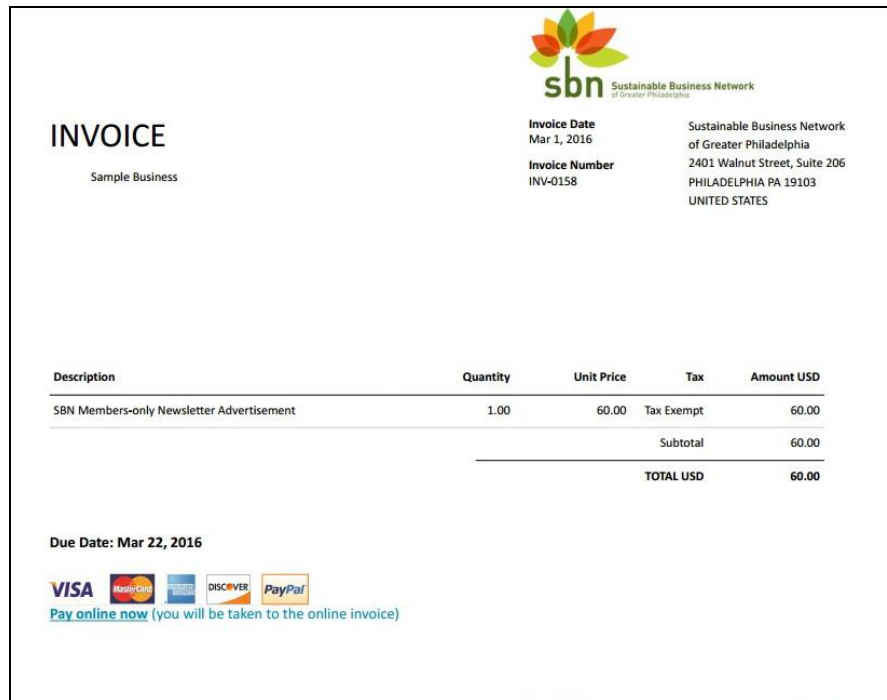 sbn Sustainable Business Network
of Greater Philadelphia
INVOICE
Sample Business
Invoice Date
Mar 1, 2016
Invoice Number
INV-0158
Sustainable Business Network
of Greater Philadelphia
2401 Walnut Street, Suite 206
PHILADELPHIA PA 19103
UNITED STATES
Description Quantity Unit Price Tax Amount USD
SBN Members-only Newsletter Advertisement 1.00 60.00 Tax Exempt 60.00
Subtotal 60.00
TOTAL USD 60.00
Due Date: Mar 22, 2016
VISA MasterCard DISCOVER PayPal
Pay online now (you will be taken to the online invoice)